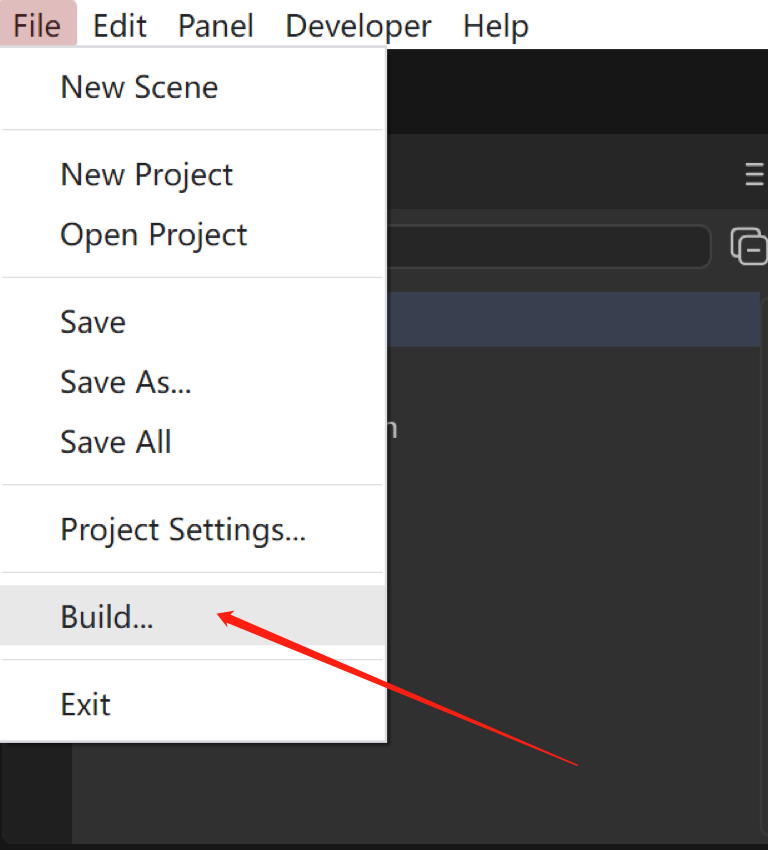 File Edit Panel Developer Help
New Scene
New Project
Open Project
Save
Save As...
Save All
Project Settings...
Build...
Exit